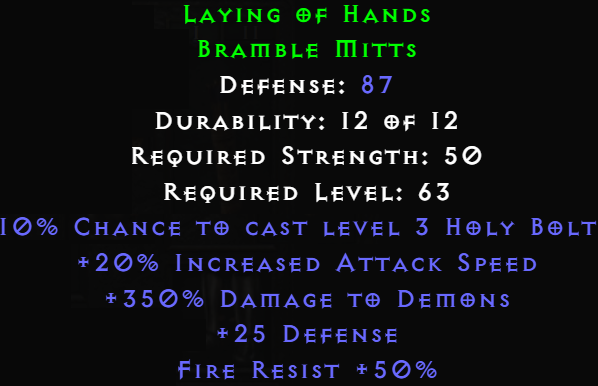 Laying of Hands
Bramble Mitts
Defense: 87
Durability: 12 of 12
Required Strength: 50
Required Level: 63
10% Chance to cast level 3 Holy Bolt
+20% Increased Attack Speed
+350% Damage to Demons
+25 Defense
Fire Resist +50%